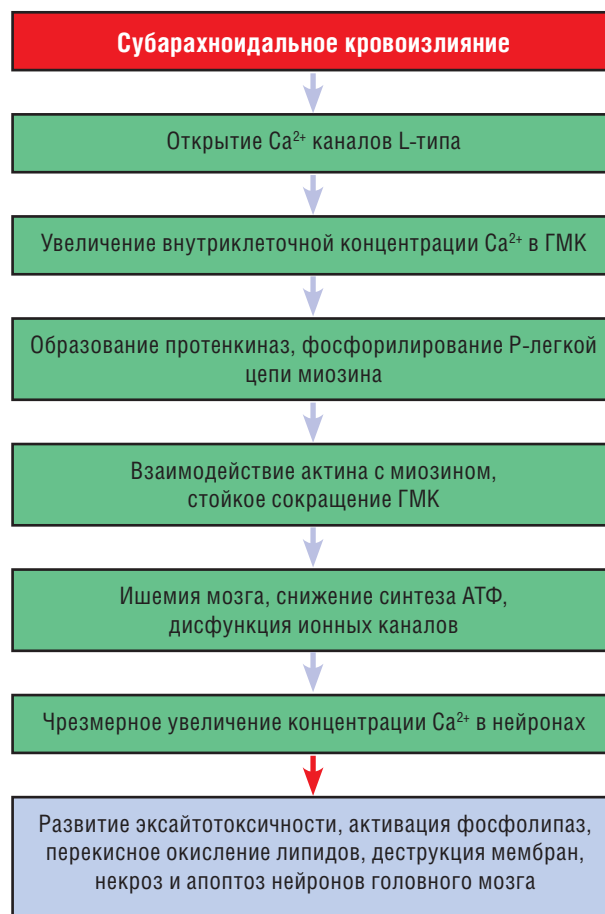 Субарахноидальное кровоизлияние
Открытие Ca²⁺ каналов L-типа
Увеличение внутриклеточной концентрации Ca²⁺ в ГМК
Образование протенкиназ, фосфорилирование Р-легкой
цепи миозина
Взаимодействие актина с миозином,
стойкое сокращение ГМК
Ишемия мозга, снижение синтеза АТФ,
дисфункция ионных каналов
Чрезмерное увеличение концентрации Ca²⁺ в нейронах
Развитие эксайтотоксичности, активация фосфолипаз,
перекисное окисление липидов, деструкция мембран,
некроз и апоптоз нейронов головного мозга